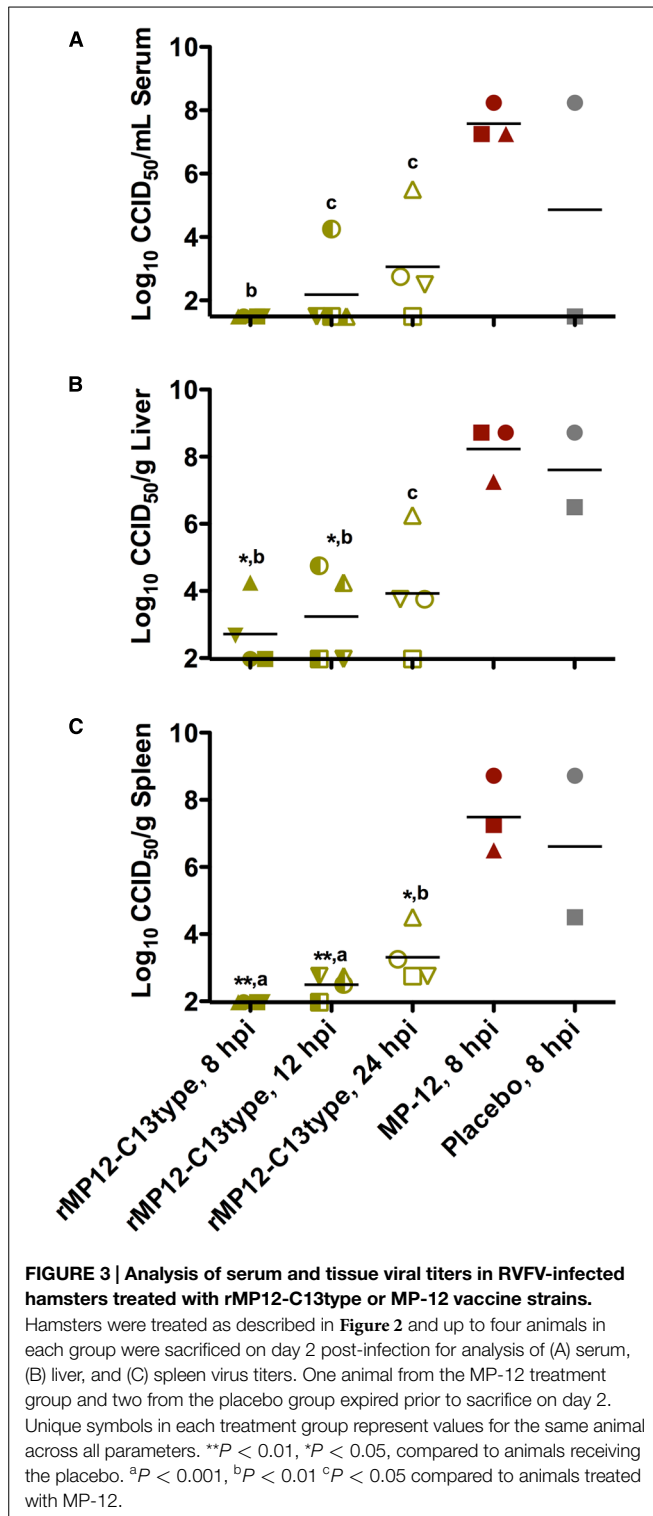 A
Log10 CCID50/mL Serum
10
8
6
4
2
b
c
c
B
Log10 CCID50/g Liver
10
8
6
4
2
*,b
*,b
c
C
Log10 CCID50/g Spleen
10
8
6
4
2
**,a
**,a
*,b
rMP12-C13type, 8 hpi
rMP12-C13type, 12 hpi
rMP12-C13type, 24 hpi
MP-12, 8 hpi
Placebo, 8 hpi
FIGURE 3 | Analysis of serum and tissue viral titers in RVFV-infected
hamsters treated with rMP12-C13type or MP-12 vaccine strains.
Hamsters were treated as described in Figure 2 and up to four animals in
each group were sacrificed on day 2 post-infection for analysis of (A) serum,
(B) liver, and (C) spleen virus titers. One animal from the MP-12 treatment
group and two from the placebo group expired prior to sacrifice on day 2.
Unique symbols in each treatment group represent values for the same animal
across all parameters. **P < 0.01, *P < 0.05, compared to animals receiving
the placebo. aP < 0.001, bP < 0.01 cP < 0.05 compared to animals treated
with MP-12.